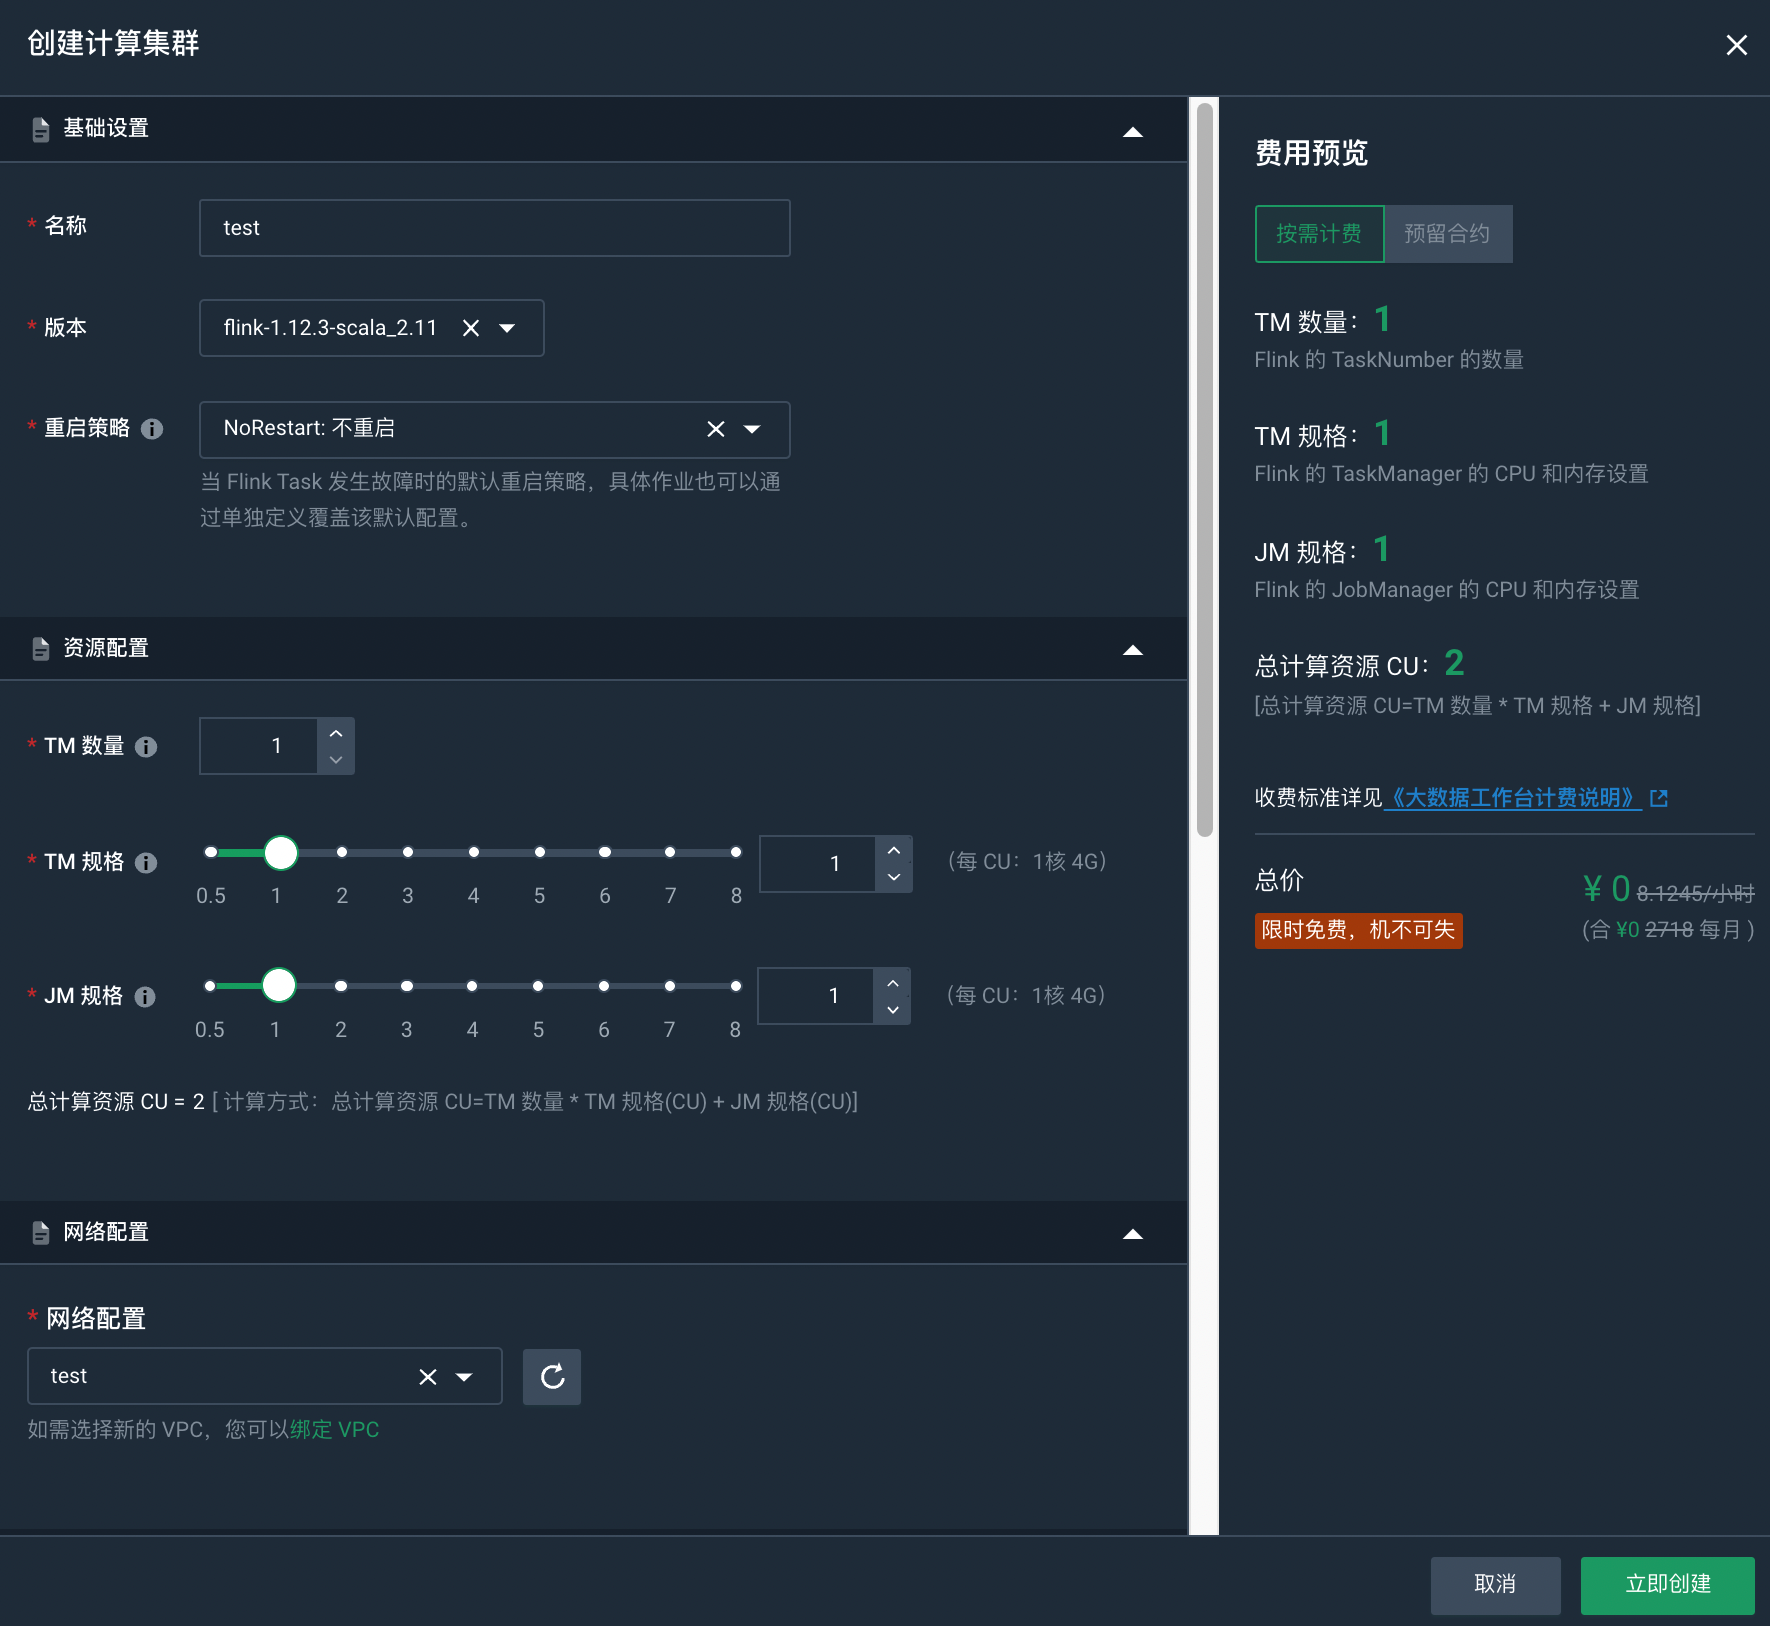 创建计算集群
基础设置
* 名称
test
* 版本
flink-1.12.3-scala_2.11
* 重启策略
NoRestart: 不重启
当 Flink Task 发生故障时的默认重启策略，具体作业也可以通
过单独定义覆盖该默认配置。
资源配置
* TM 数量
1
* TM 规格
0.5 1 2 3 4 5 6 7 8
1
（每 CU：1核 4G）
* JM 规格
0.5 1 2 3 4 5 6 7 8
1
（每 CU：1核 4G）
总计算资源 CU = 2 [ 计算方式：总计算资源 CU=TM 数量 * TM 规格(CU) + JM 规格(CU)]
网络配置
* 网络配置
test
如需选择新的 VPC，您可以绑定 VPC
费用预览
按需计费 预留合约
TM 数量：1
Flink 的 TaskNumber 的数量
TM 规格：1
Flink 的 TaskManager 的 CPU 和内存设置
JM 规格：1
Flink 的 JobManager 的 CPU 和内存设置
总计算资源 CU：2
[总计算资源 CU=TM 数量 * TM 规格 + JM 规格]
收费标准详见《大数据工作台计费说明》
总价
¥ 0 8.1245/小时
限时免费，机不可失
(合 ¥0 2718 每月 )
取消
立即创建